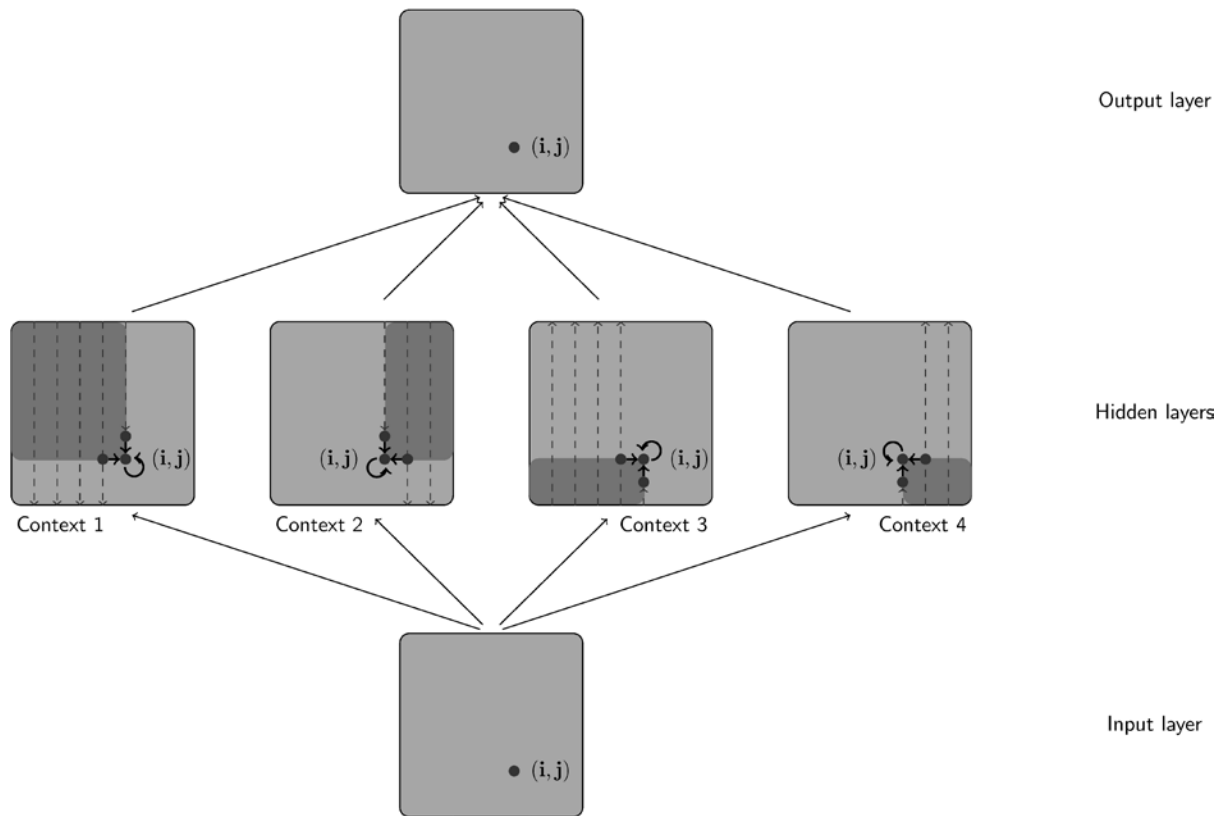 Output layer
(i, j)
(i, j)
(i, j)
(i, j)
(i, j)
Hidden layers
Context 1
Context 2
Context 3
Context 4
Input layer
(i, j)